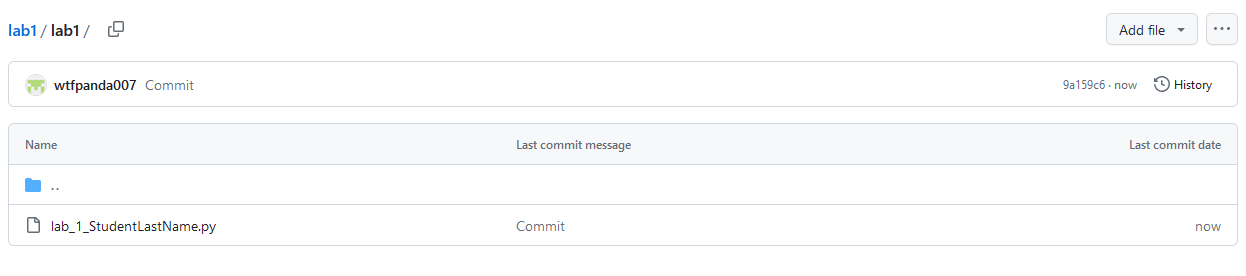 lab1 / lab1 /
Add file
wtfpanda007 Commit
9a159c6 · now History
Name Last commit message Last commit date
..
lab_1_StudentLastName.py Commit now